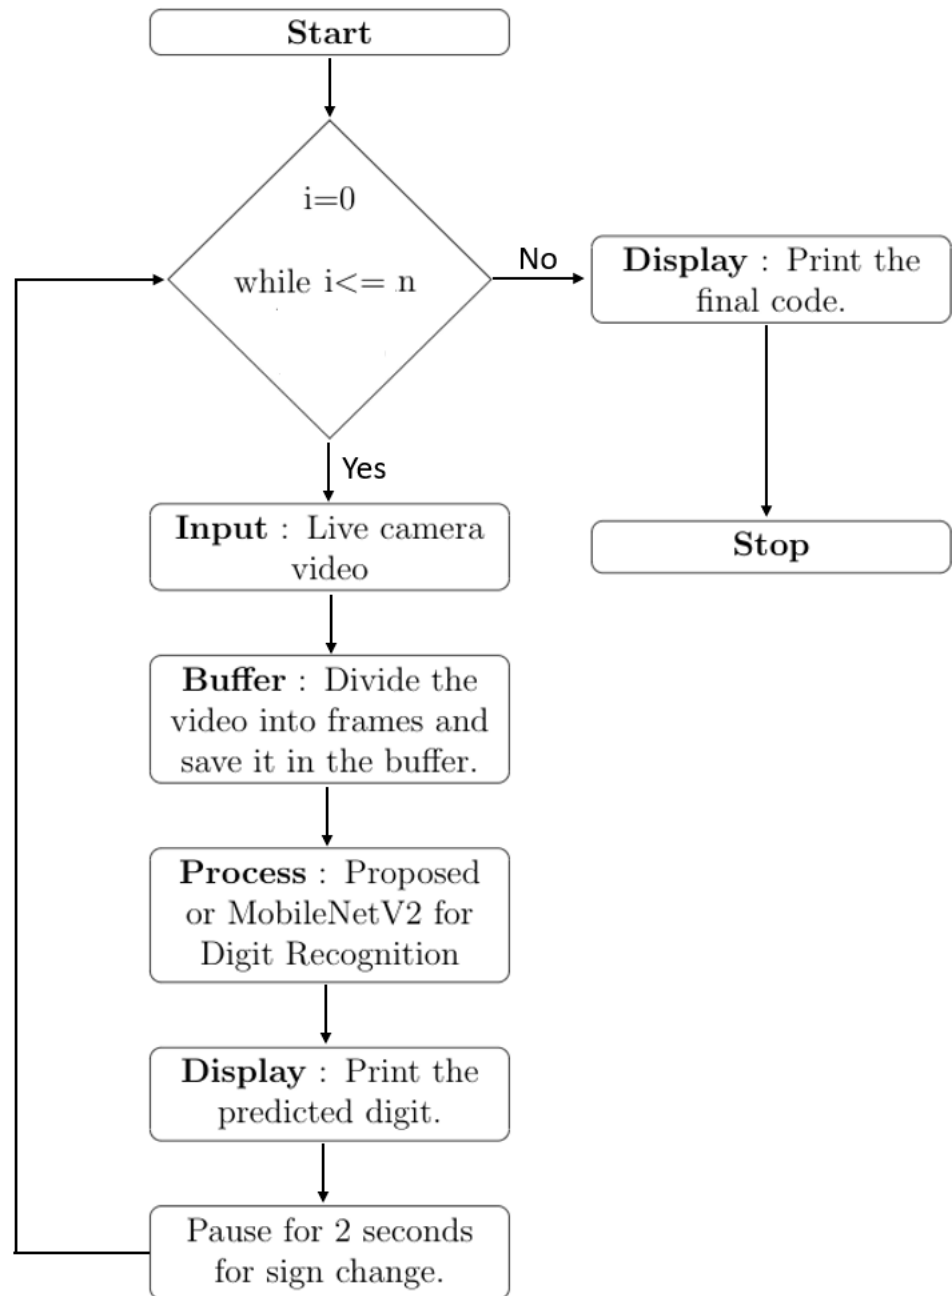 Start
i=0
while i<= n
No
Display : Print the
final code.
Yes
Input : Live camera
video
Stop
Buffer : Divide the
video into frames and
save it in the buffer.
Process : Proposed
or MobileNetV2 for
Digit Recognition
Display : Print the
predicted digit.
Pause for 2 seconds
for sign change.